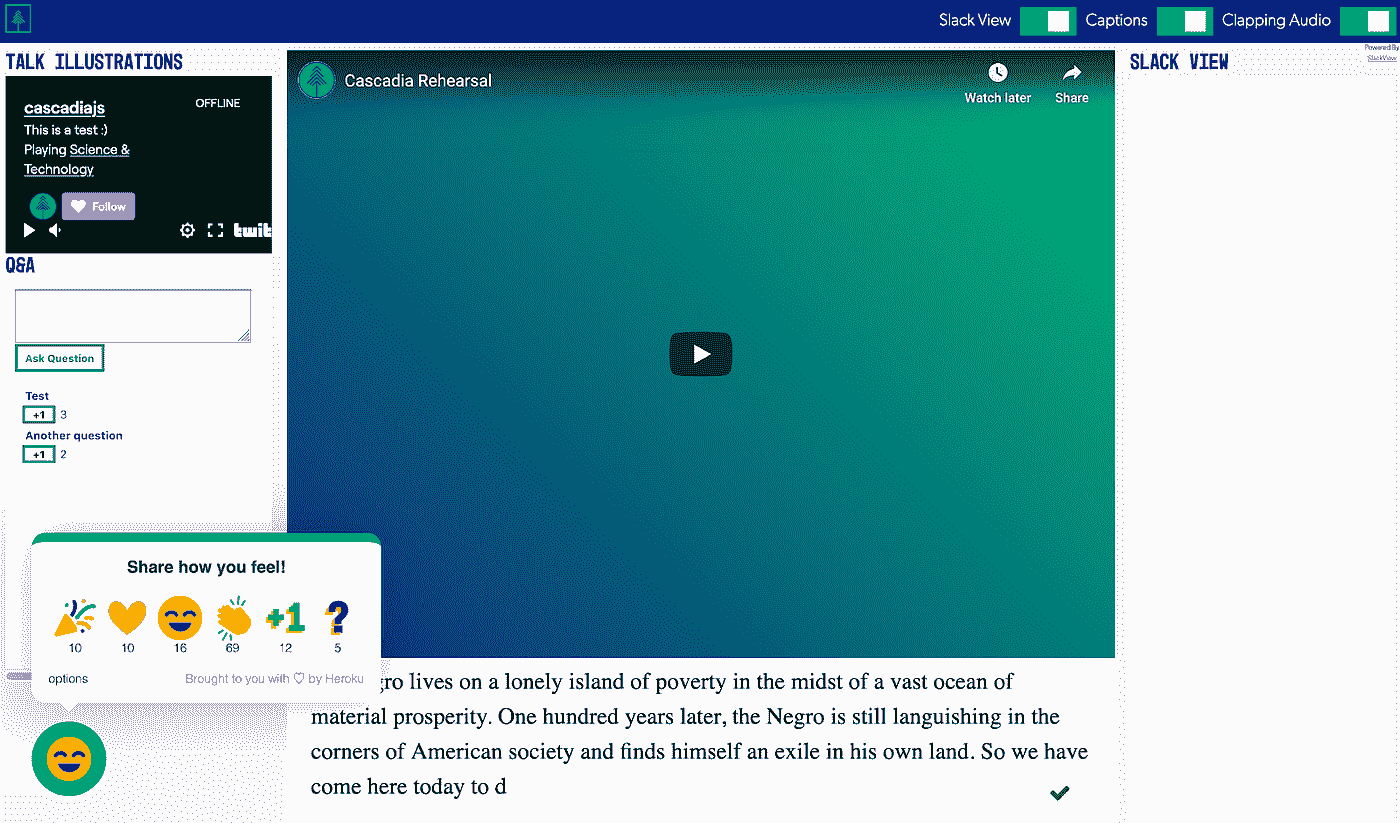 Slack View Captions Clapping Audio
TALK ILLUSTRATIONS
cascadiajs
OFFLINE
This is a test :)
Playing Science &
Technology
Follow
twit
Q&A
Ask Question
Test
+1 3
Another question
+1 2
Cascadia Rehearsal
Watch later
Share
SLACK VIEW
Powered By
SlackView
Share how you feel!
+1 ?
10 10 16 69 12 5
options
Brought to you with ♡ by Heroku
gro lives on a lonely island of poverty in the midst of a vast ocean of
material prosperity. One hundred years later, the Negro is still languishing in the
corners of American society and finds himself an exile in his own land. So we have
come here today to d